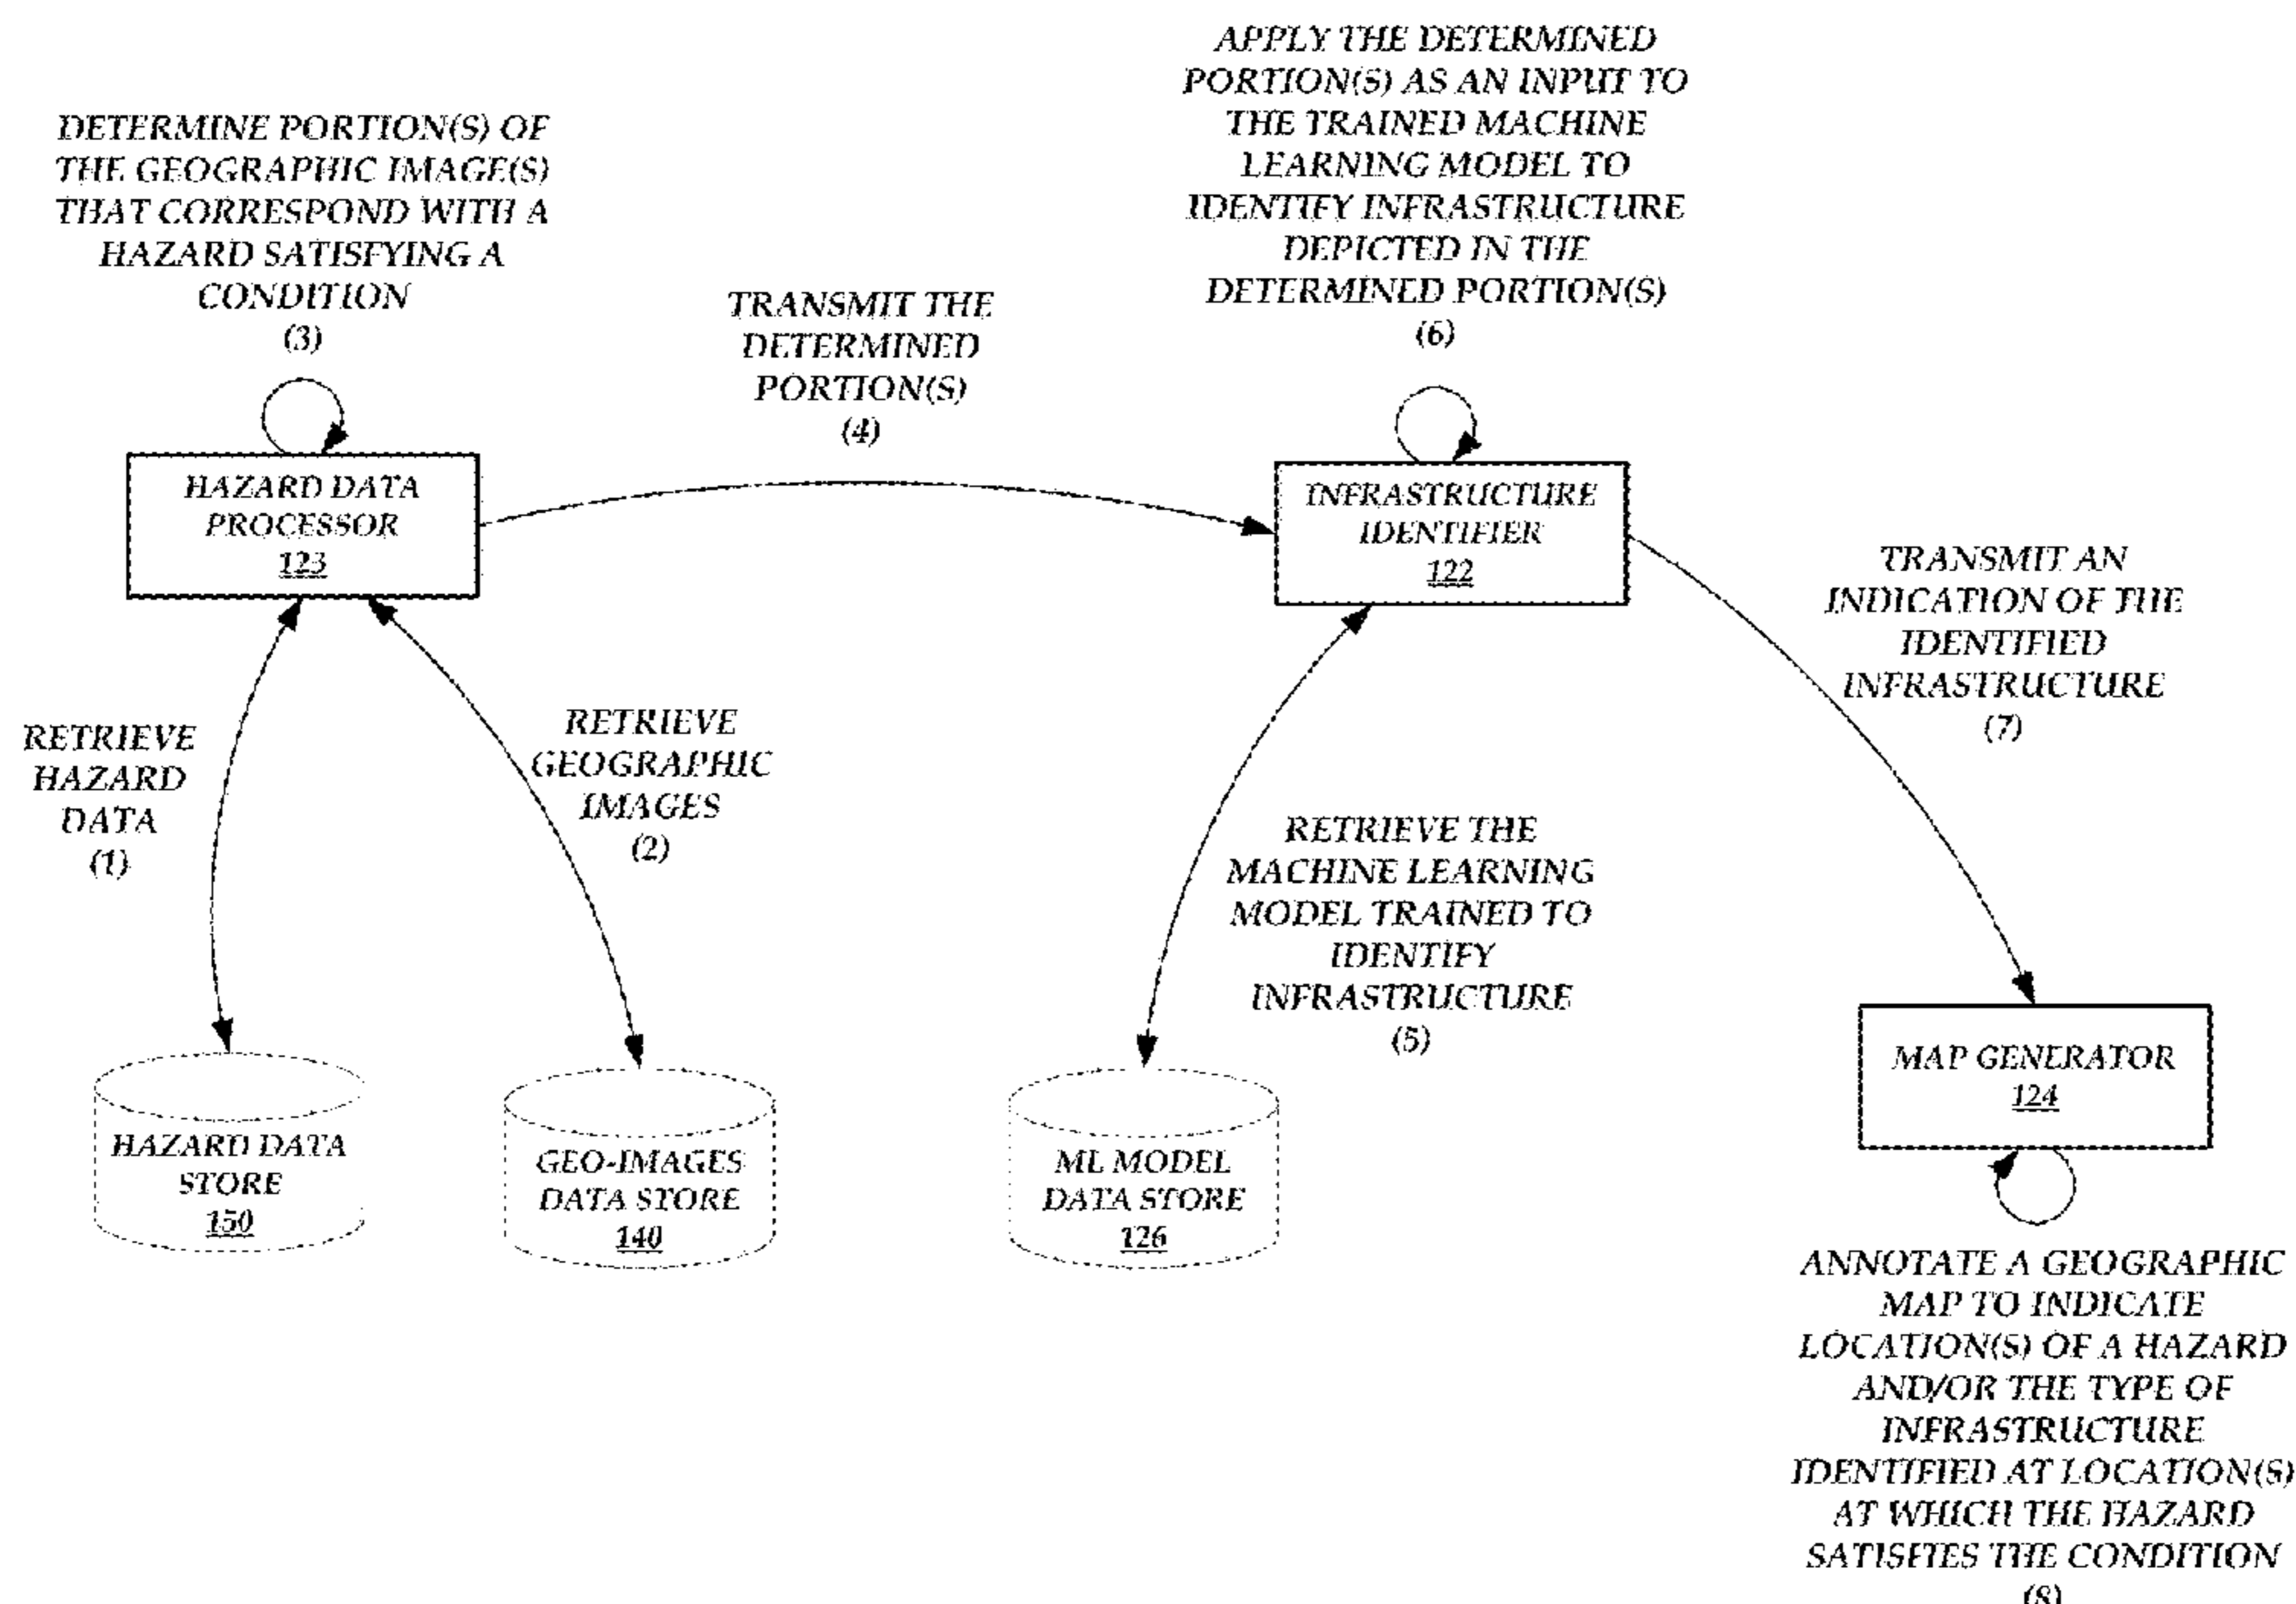 DETERMINE PORTION(S) OF
THE GEOGRAPHIC IMAGE(S)
THAT CORRESPOND WITH A
HAZARD SATISFYING A
CONDITION
(3)
TRANSMIT THE
DETERMINED
PORTION(S)
(4)
APPLY THE DETERMINED
PORTION(S) AS AN INPUT TO
THE TRAINED MACHINE
LEARNING MODEL TO
IDENTIFY INFRASTRUCTURE
DEPICTED IN THE
DETERMINED PORTION(S)
(6)
HAZARD DATA
PROCESSOR
123
INFRASTRUCTURE
IDENTIFIER
122
TRANSMIT AN
INDICATION OF THE
IDENTIFIED
INFRASTRUCTURE
(7)
RETRIEVE
HAZARD
DATA
(1)
RETRIEVE
GEOGRAPHIC
IMAGES
(2)
RETRIEVE THE
MACHINE LEARNING
MODEL TRAINED TO
IDENTIFY
INFRASTRUCTURE
(5)
HAZARD DATA
STORE
150
GEO-IMAGES
DATA STORE
140
ML MODEL
DATA STORE
126
MAP GENERATOR
124
ANNOTATE A GEOGRAPHIC
MAP TO INDICATE
LOCATION(S) OF A HAZARD
AND/OR THE TYPE OF
INFRASTRUCTURE
IDENTIFIED AT LOCATION(S)
AT WHICH THE HAZARD
SATISFIES THE CONDITION
(8)